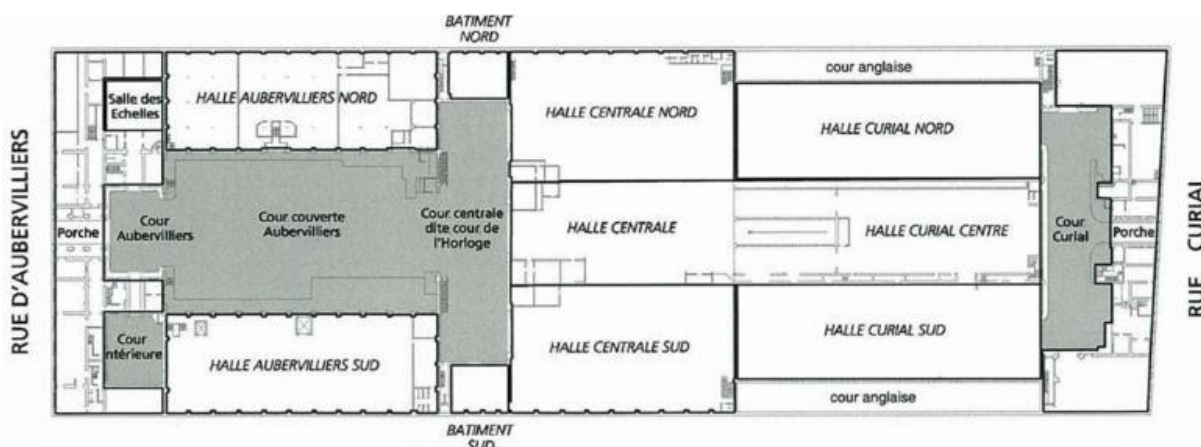 BATIMENT
NORD
cour anglaise
Salle des
Echelles
HALLE AUBERVILLIERS NORD
HALLE CENTRALE NORD
HALLE CURIAL NORD
RUE D'AUBERVILLIERS
Porche
Cour
Aubervilliers
Cour couverte
Aubervilliers
Cour centrale
dite cour de
l'Horloge
HALLE CENTRALE
HALLE CURIAL CENTRE
Cour
Curial
Porche
RUE CURIAL
Cour
ntérieure
HALLE AUBERVILLIERS SUD
HALLE CENTRALE SUD
HALLE CURIAL SUD
cour anglaise
BATIMENT
SUD